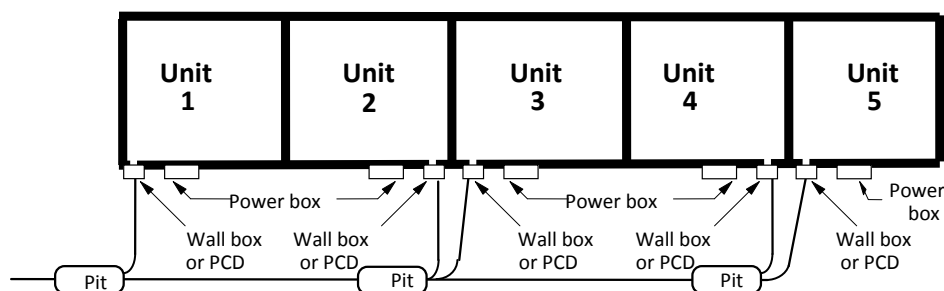 Unit
1
Unit
2
Unit
3
Unit
4
Unit
5
Power box
Power box
Power
box
Wall box
or PCD
Wall box
or PCD
Wall box
or PCD
Wall box
or PCD
Wall box
or PCD
Pit
Pit
Pit